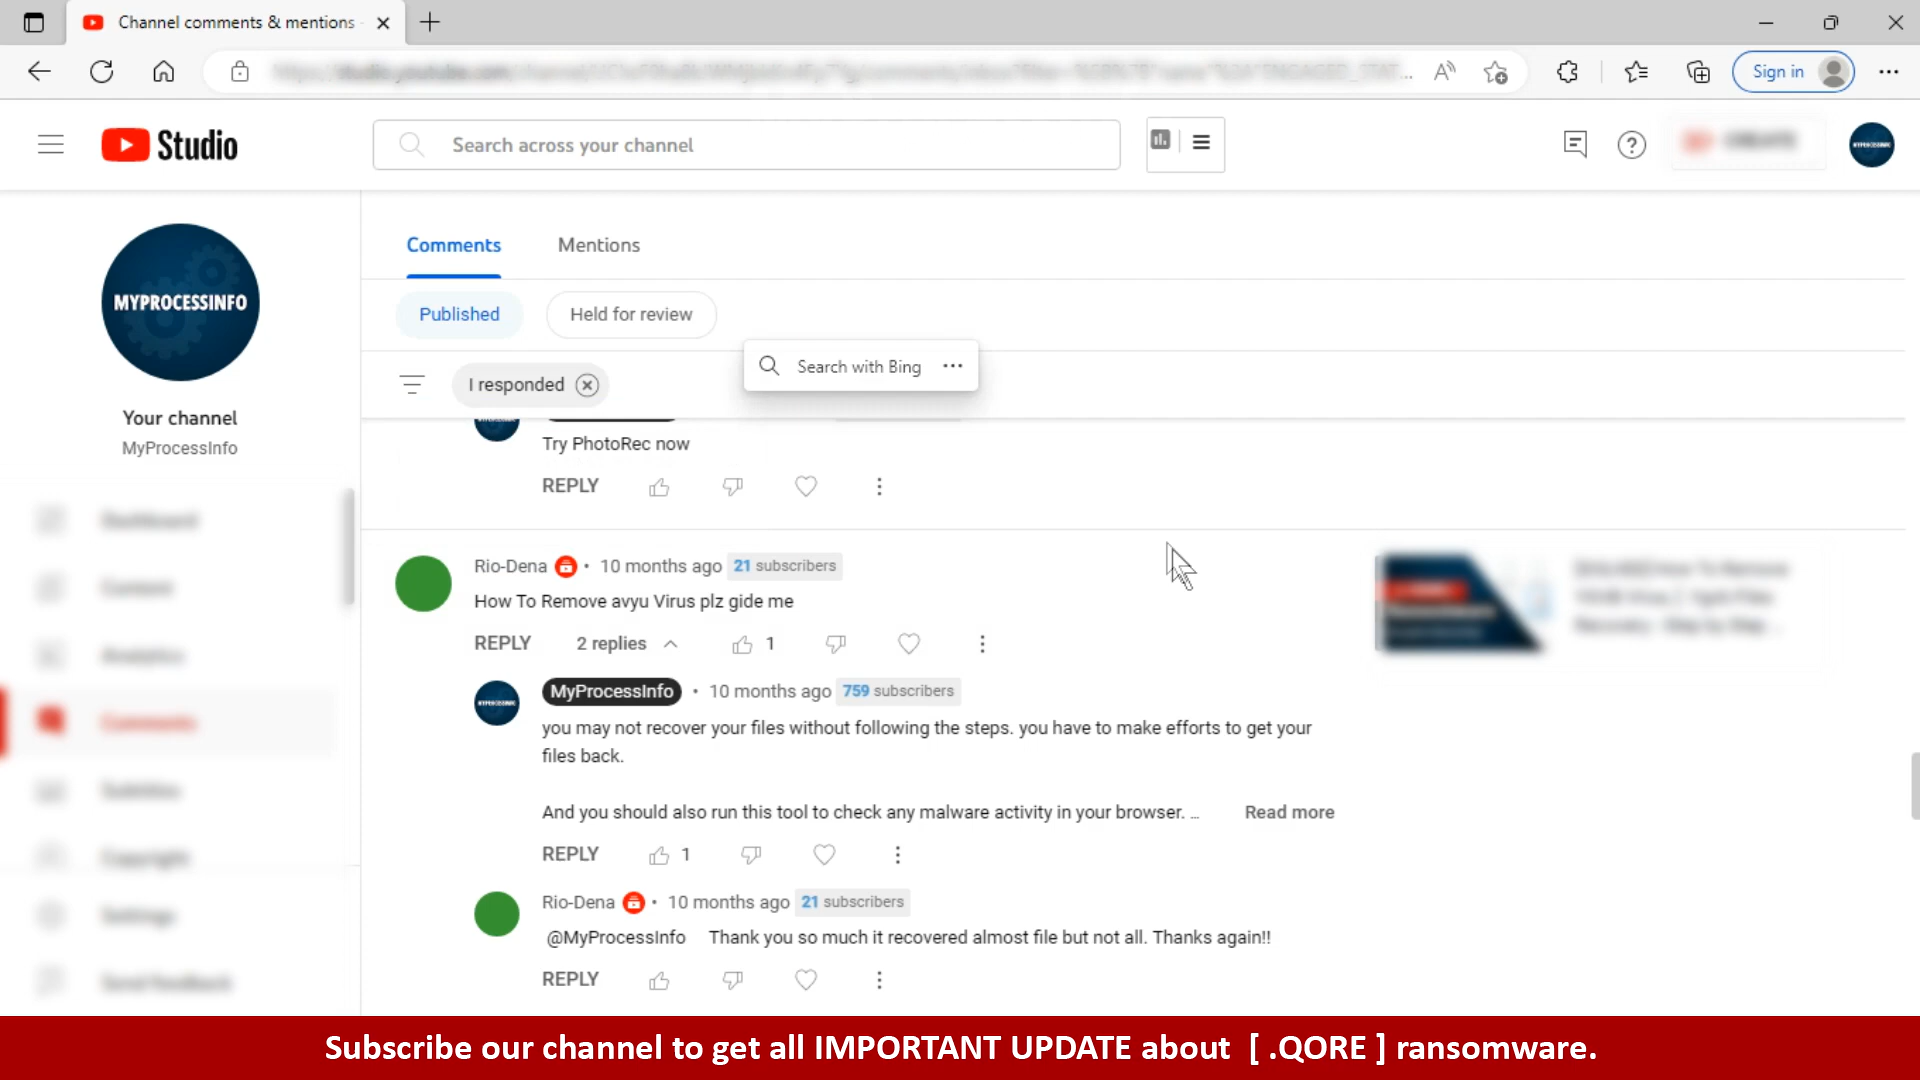 Channel comments & mentions
Sign in
Studio
Search across your channel
MYPROCESSINFO
Your channel
MyProcessInfo
Comments
Mentions
Published
Held for review
Search with Bing
I responded
Try PhotoRec now
REPLY
Rio-Dena • 10 months ago 21 subscribers
How To Remove avyu Virus plz gide me
REPLY 2 replies 1
MyProcessInfo • 10 months ago 759 subscribers
you may not recover your files without following the steps. you have to make efforts to get your
files back.
And you should also run this tool to check any malware activity in your browser. ... Read more
REPLY 1
Rio-Dena • 10 months ago 21 subscribers
@MyProcessInfo Thank you so much it recovered almost file but not all. Thanks again!!
REPLY
Subscribe our channel to get all IMPORTANT UPDATE about [ .QORE ] ransomware.